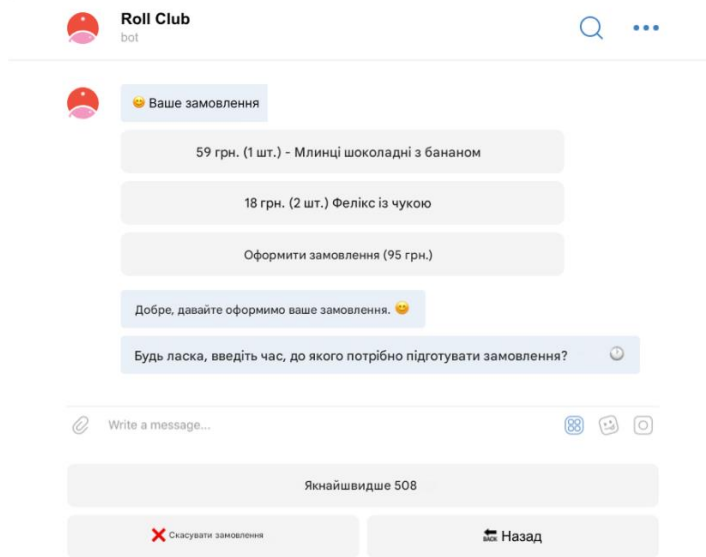 Roll Club
bot
😊 Ваше замовлення
59 грн. (1 шт.) - Млинці шоколадні з бананом
18 грн. (2 шт.) Фелікс із чукою
Оформити замовлення (95 грн.)
Добре, давайте оформимо ваше замовлення. 😊
Будь ласка, введіть час, до якого потрібно підготувати замовлення?
Write a message...
Якнайшвидше 508
❌ Скасувати замовлення
🔙 Назад